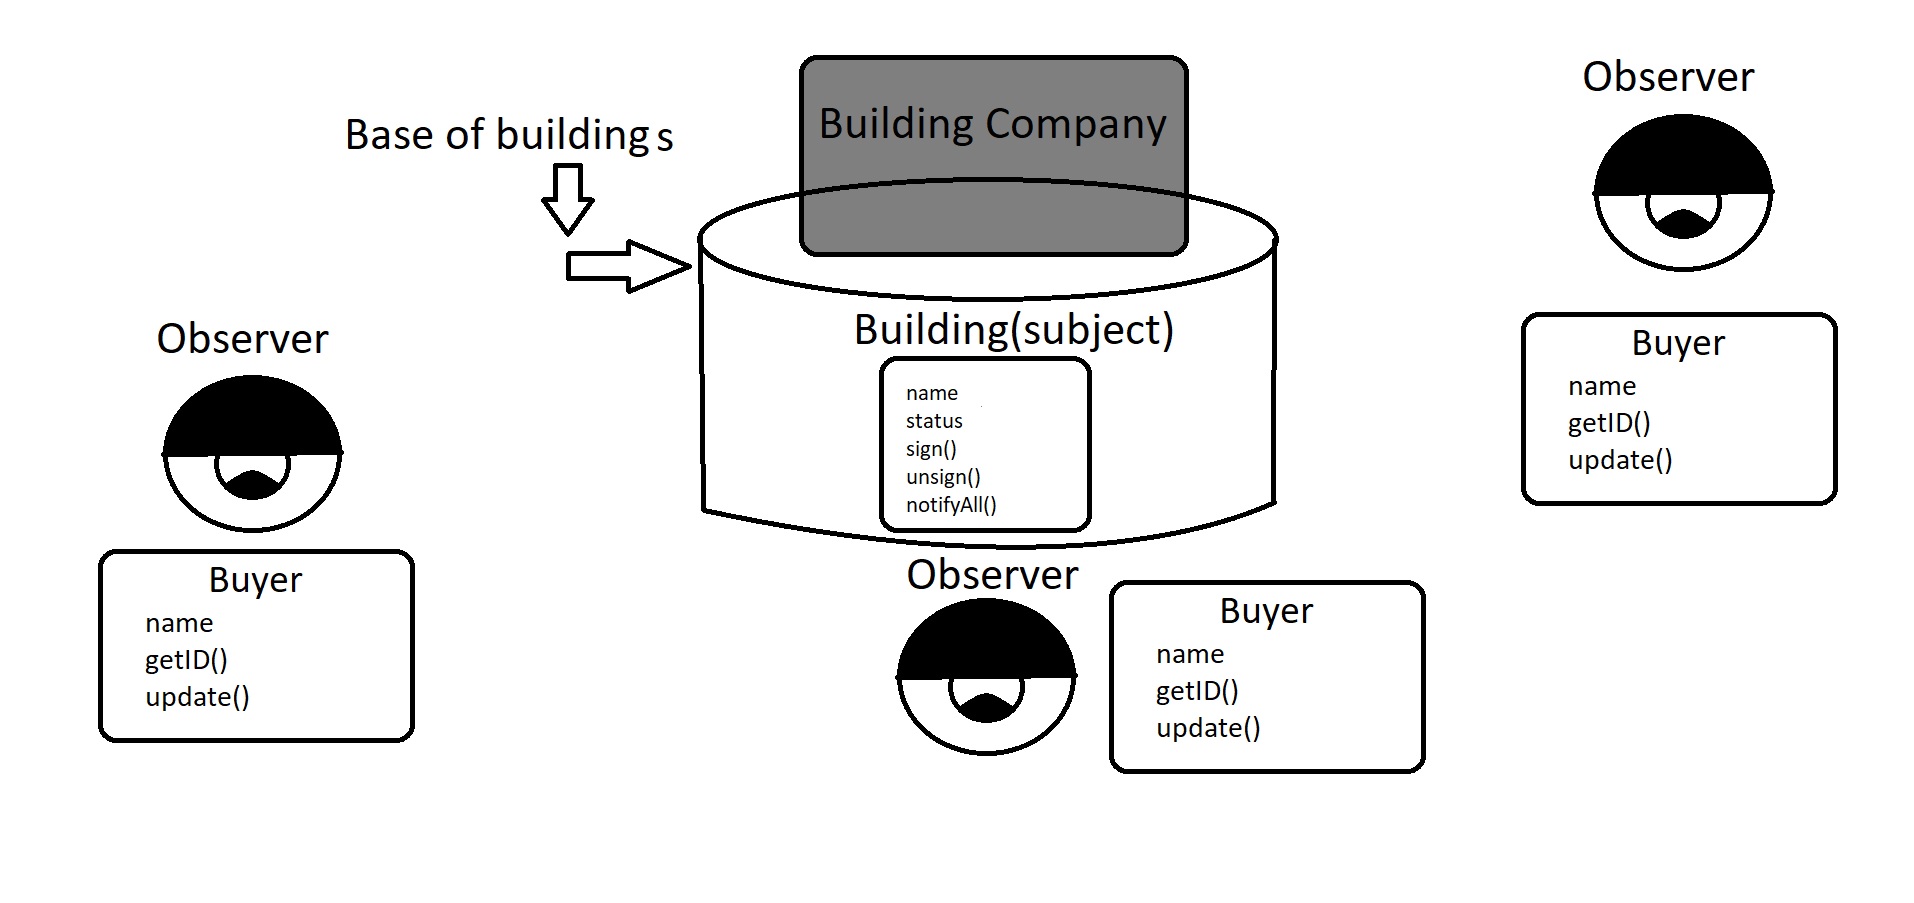 Building Company
Base of buildings
Building(subject)
name
status
sign()
unsign()
notifyAll()
Observer
Buyer
name
getID()
update()
Observer
Buyer
name
getID()
update()
Observer
Buyer
name
getID()
update()